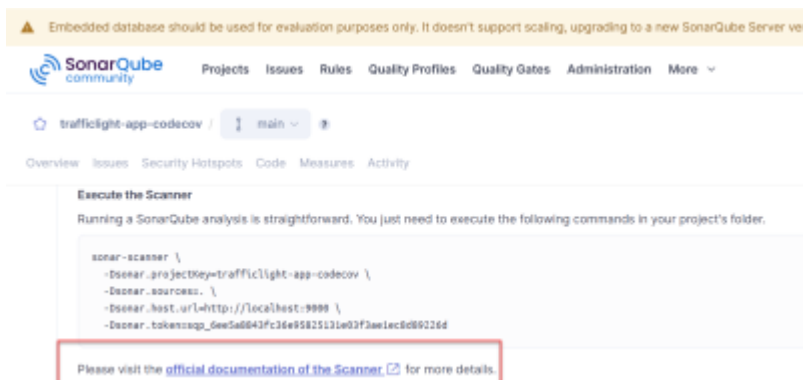 Embedded database should be used for evaluation purposes only. It doesn't support scaling, upgrading to a new SonarQube Server ve
SonarQube community
Projects Issues Rules Quality Profiles Quality Gates Administration More
trafficlight-app-codecov / main ?
Overview Issues Security Hotspots Code Measures Activity
Execute the Scanner
Running a SonarQube analysis is straightforward. You just need to execute the following commands in your project's folder.
sonar-scanner \
-Dsonar.projectKey=trafficlight-app-codecov \
-Dsonar.sources=. \
-Dsonar.host.url=http://localhost:9000 \
Please visit the official documentation of the Scanner for more details.